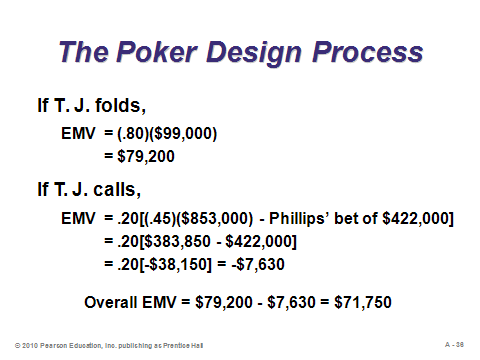 The Poker Design Process
If T. J. folds,
EMV = (.80)($99,000)
= $79,200
If T. J. calls,
EMV = .20[(.45)($853,000) - Phillips’ bet of $422,000]
= .20[$383,850 - $422,000]
= .20[-$38,150] = -$7,630
Overall EMV = $79,200 - $7,630 = $71,750
© 2010 Pearson Education, Inc. publishing as Prentice Hall
A - 36